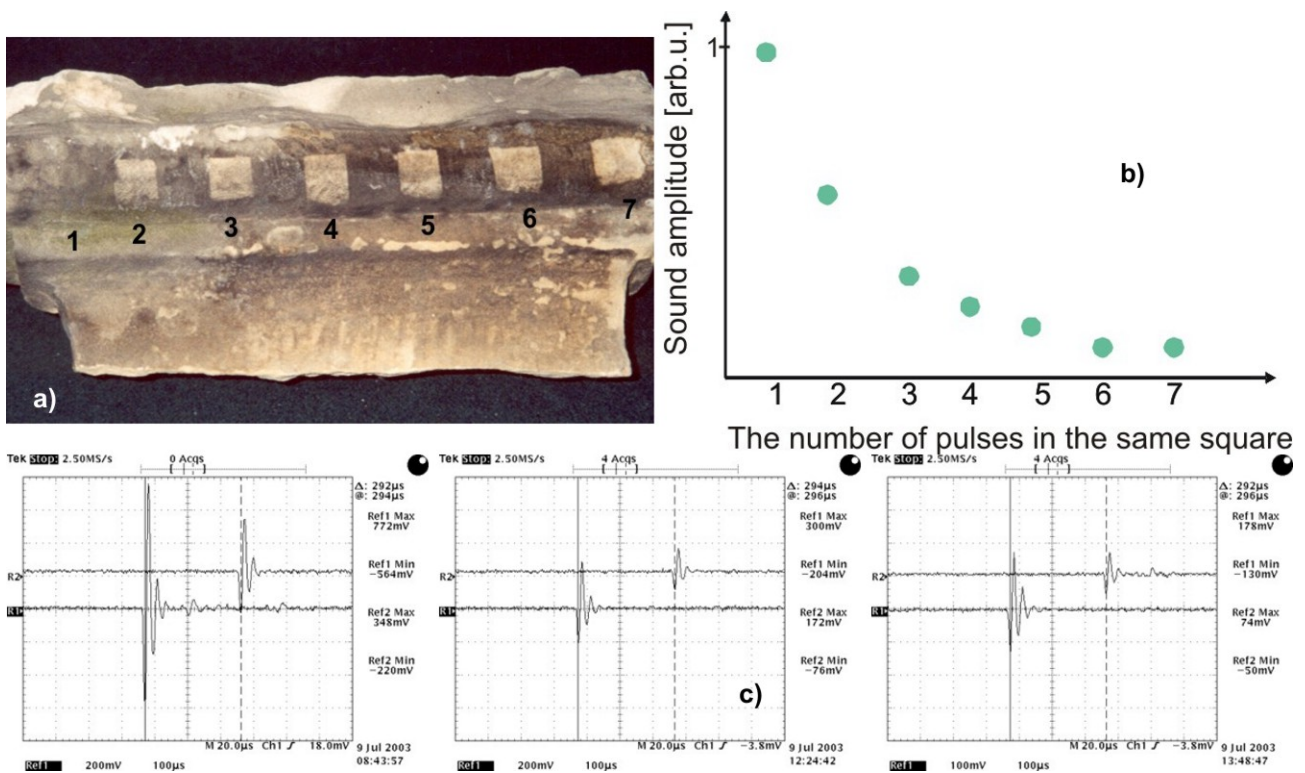 a)
1
2
3
4
5
6
7
b)
Sound amplitude [arb.u.]
1
1 2 3 4 5 6 7
The number of pulses in the same square
c)
Tek Stop: 2.50MS/s 0 Acqs
Δ: 292µs
@: 294µs
Ref1 Max
772mV
Ref1 Min
-564mV
Ref2 Max
348mV
Ref2 Min
-220mV
R2
R1
M 20.0µs Ch1 18.0mV
9 Jul 2003
08:43:57
Ref1 200mV 100µs
Tek Stop: 2.50MS/s 4 Acqs
Δ: 294µs
@: 296µs
Ref1 Max
300mV
Ref1 Min
-204mV
Ref2 Max
172mV
Ref2 Min
-76mV
R2
R1
M 20.0µs Ch1 -3.8mV
9 Jul 2003
12:24:42
Ref1 200mV 100µs
Tek Stop: 2.50MS/s 4 Acqs
Δ: 292µs
@: 296µs
Ref1 Max
178mV
Ref1 Min
-130mV
Ref2 Max
74mV
Ref2 Min
-50mV
R2
R1
M 20.0µs Ch1 -3.8mV
9 Jul 2003
13:48:47
Ref1 100mV 100µs